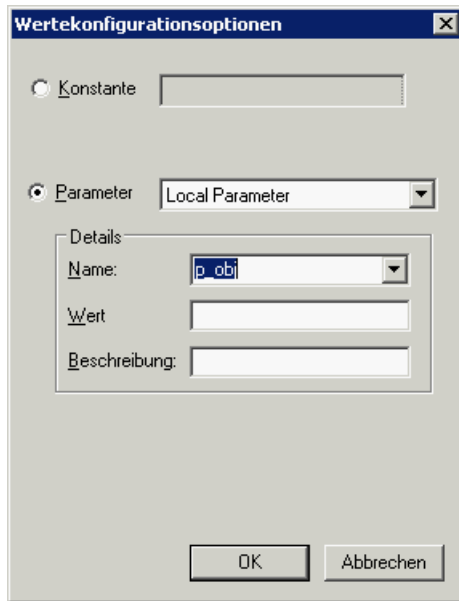 Wertekonfigurationsoptionen
Konstante
Parameter Local Parameter
Details
Name: p_obj
Wert
Beschreibung:
OK Abbrechen